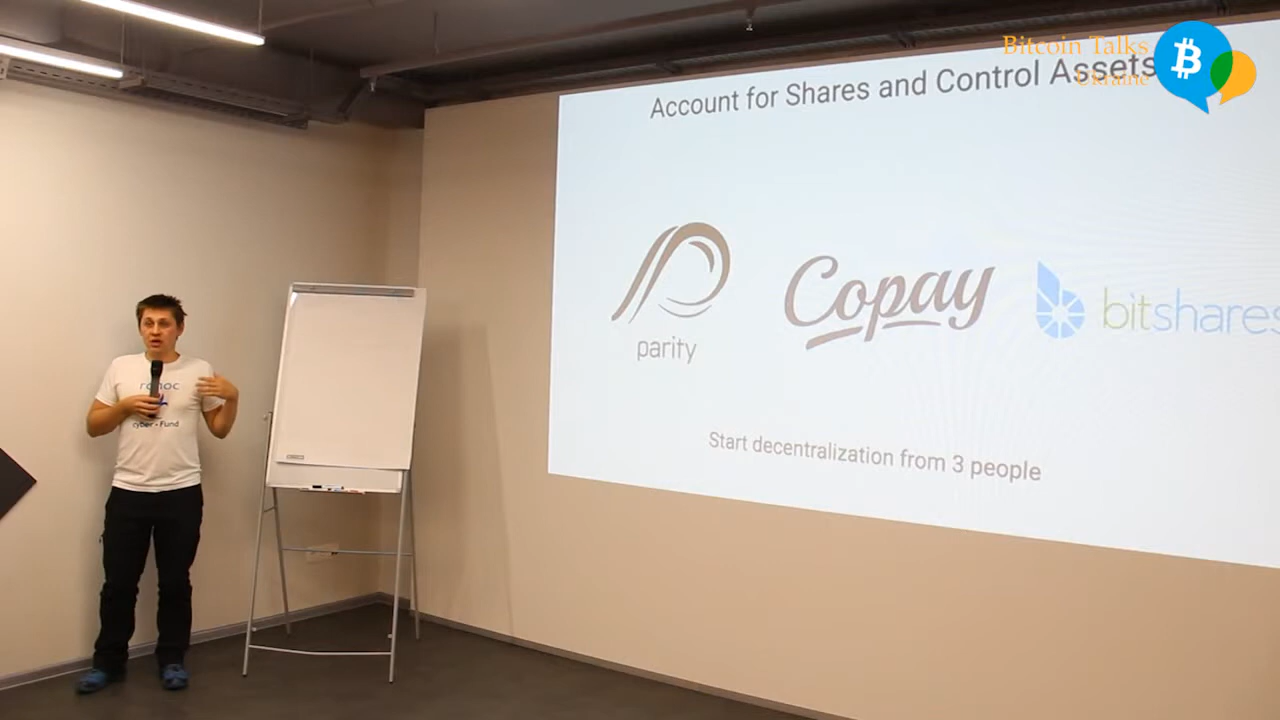 Bitcoin Talks
Ukraine
Account for Shares and Control Assets
parity
Copay
bitshares
Start decentralization from 3 people
голос
cyber • Fund